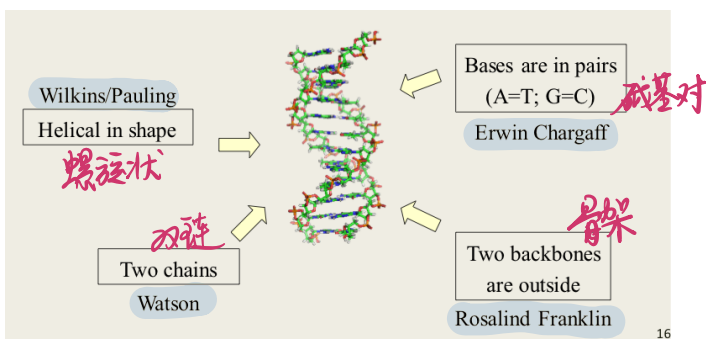 Wilkins/Pauling
Helical in shape
螺旋状
双链
Two chains
Watson
Bases are in pairs
(A=T; G=C)
碱基对
Erwin Chargaff
骨架
Two backbones
are outside
Rosalind Franklin
16